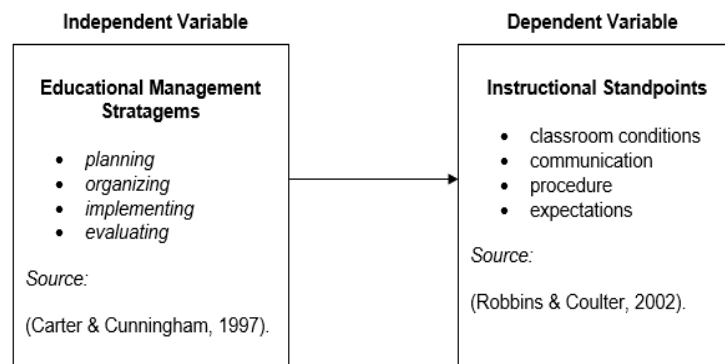 Independent Variable
Educational Management
Stratagems
• planning
• organizing
• implementing
• evaluating
Source:
(Carter & Cunningham, 1997).
Dependent Variable
Instructional Standpoints
• classroom conditions
• communication
• procedure
• expectations
Source:
(Robbins & Coulter, 2002).